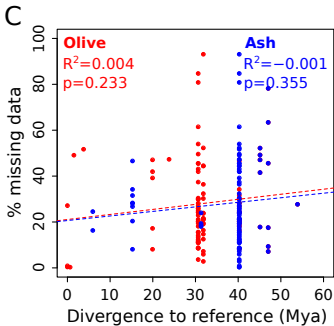 C
Olive
R²=0.004
p=0.233
Ash
R²=−0.001
p=0.355
% missing data
100
80
60
40
20
0
0 10 20 30 40 50 60
Divergence to reference (Mya)